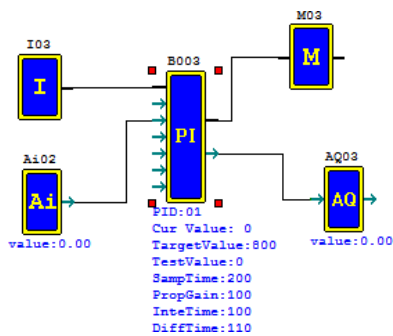 M03
I03
M
B003
I
PI
Ai02
AQ03
Ai
AQ
value:0.00
value:0.00
PID:01
Cur Value: 0
TargetValue:800
TestValue:0
SampTime:200
PropGain:100
InteTime:100
DiffTime:110